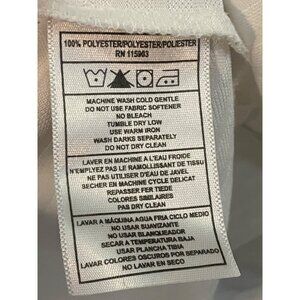 100% POLYESTER/POLYESTER/POLIESTER
RN 115963
MACHINE WASH COLD GENTLE
DO NOT USE FABRIC SOFTENER
NO BLEACH
TUMBLE DRY LOW
USE WARM IRON
WASH DARKS SEPARATELY
DO NOT DRY CLEAN
LAVER EN MACHINE A L'EAU FROIDE
N'EMPLYEZ PAS LE RAMOLLISSANT DE TISSU
NE PAS UTILISER D'EAU DE JAVEL
SECHER EN MACHINE CYCLE DELICAT
REPASSER FER TIEDE
COLORES SIMILAIRES
PAS DRY CLEAN
LAVAR A MÁQUINA AGUA FRIA CICLO MEDIO
NO USAR SUAVIZANTE
NO USAR BLANQUEADOR
SECAR A TEMPERATURA BAJA
USAR PLANCHA TIBIA
LAVAR COLORES OSCUROS POR SEPARADO
NO LAVAR EN SECO